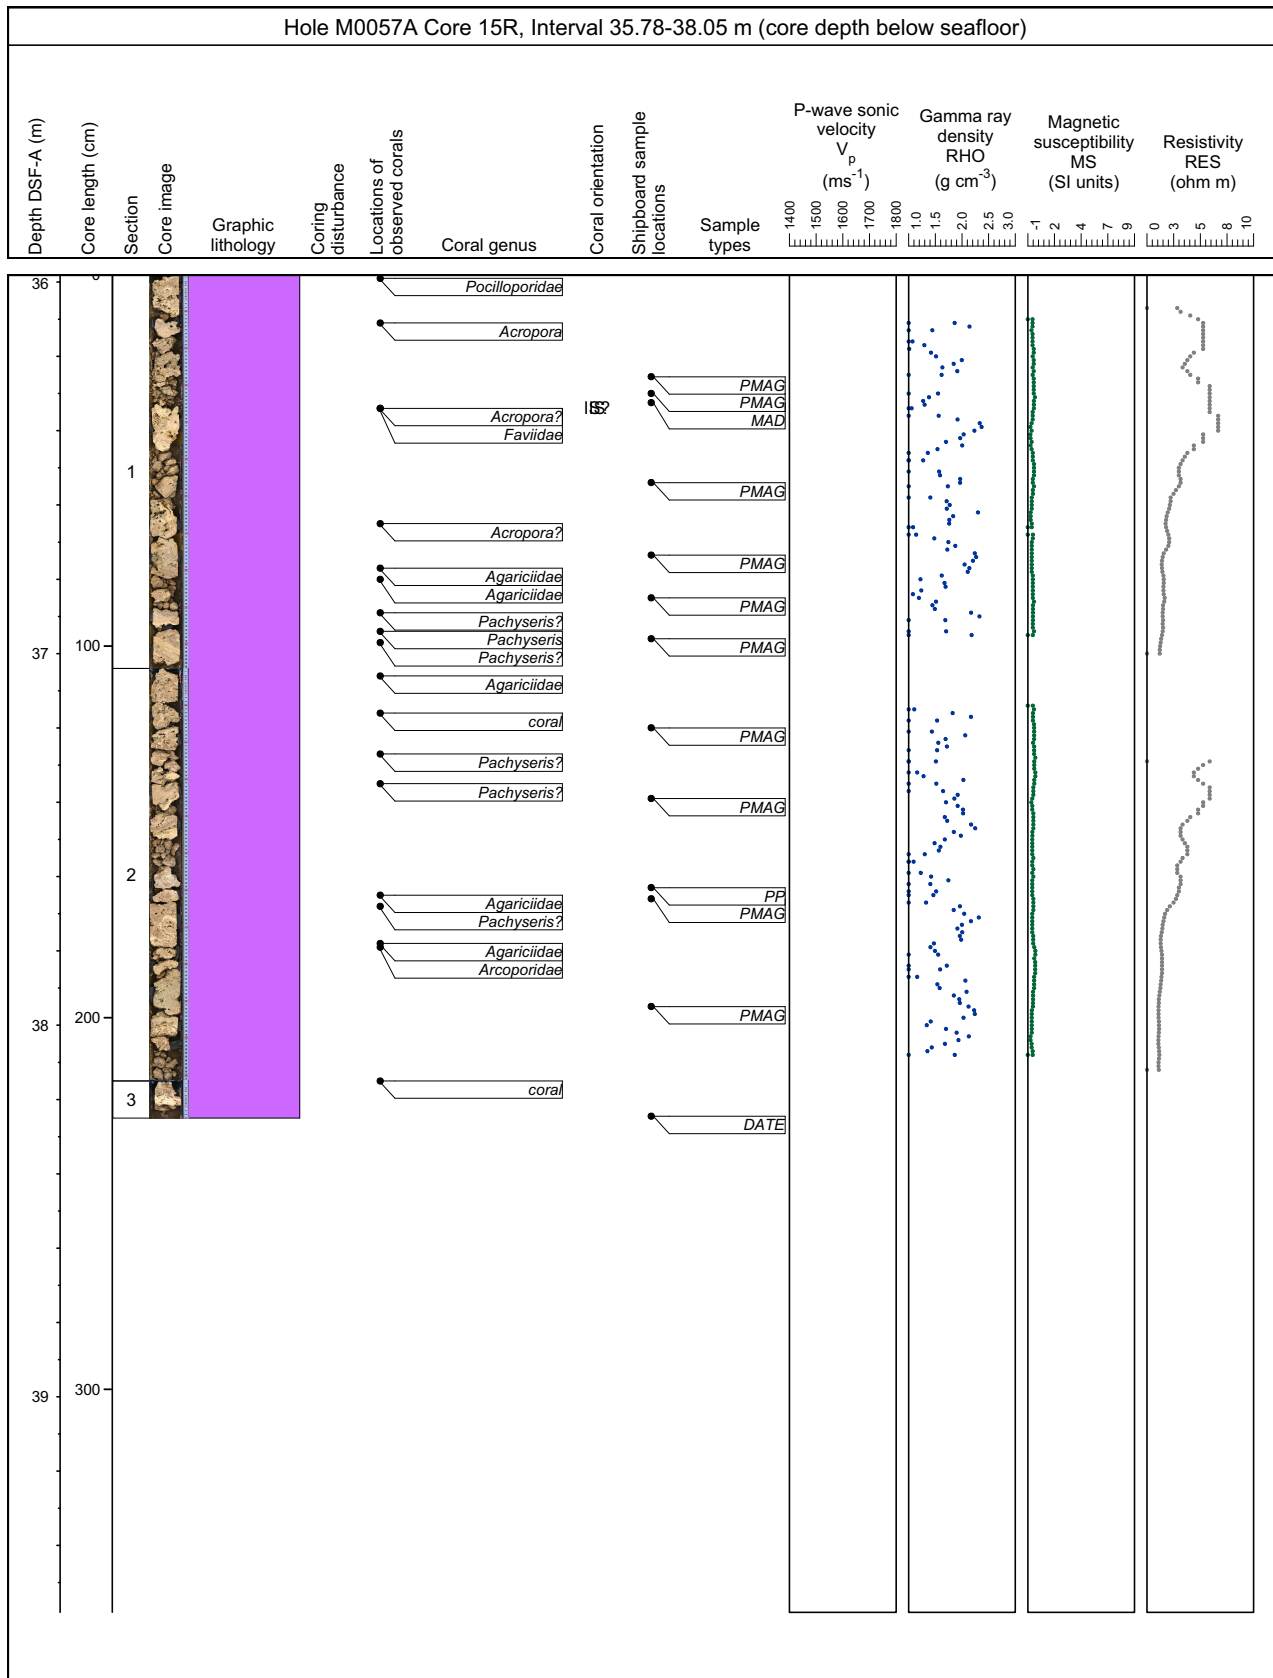 Hole M0057A Core 15R, Interval 35.78-38.05 m (core depth below seafloor)
Depth DSF-A (m)
Core length (cm)
Section
Core image
Graphic
lithology
Coring
disturbance
Locations of
observed corals
Coral genus
Coral orientation
Shipboard sample
locations
Sample
types
P-wave sonic
velocity
Vp
(ms-1)
1400 1500 1600 1700 1800
Gamma ray
density
RHO
(g cm-3)
1.0 1.5 2.0 2.5 3.0
Magnetic
susceptibility
MS
(SI units)
-1 2 4 7 9
Resistivity
RES
(ohm m)
0 3 5 8 10
36
Pocilloporidae
Acropora
PMAG
PMAG
MAD
Acropora?
Faviidae
1
PMAG
Acropora?
PMAG
Agariciidae
Agariciidae
PMAG
Pachyseris?
Pachyseris
Pachyseris?
PMAG
100
37
Agariciidae
coral
PMAG
Pachyseris?
Pachyseris?
PMAG
2
PP
PMAG
Agariciidae
Pachyseris?
Agariciidae
Arcoporidae
PMAG
200
38
coral
3
DATE
300
39